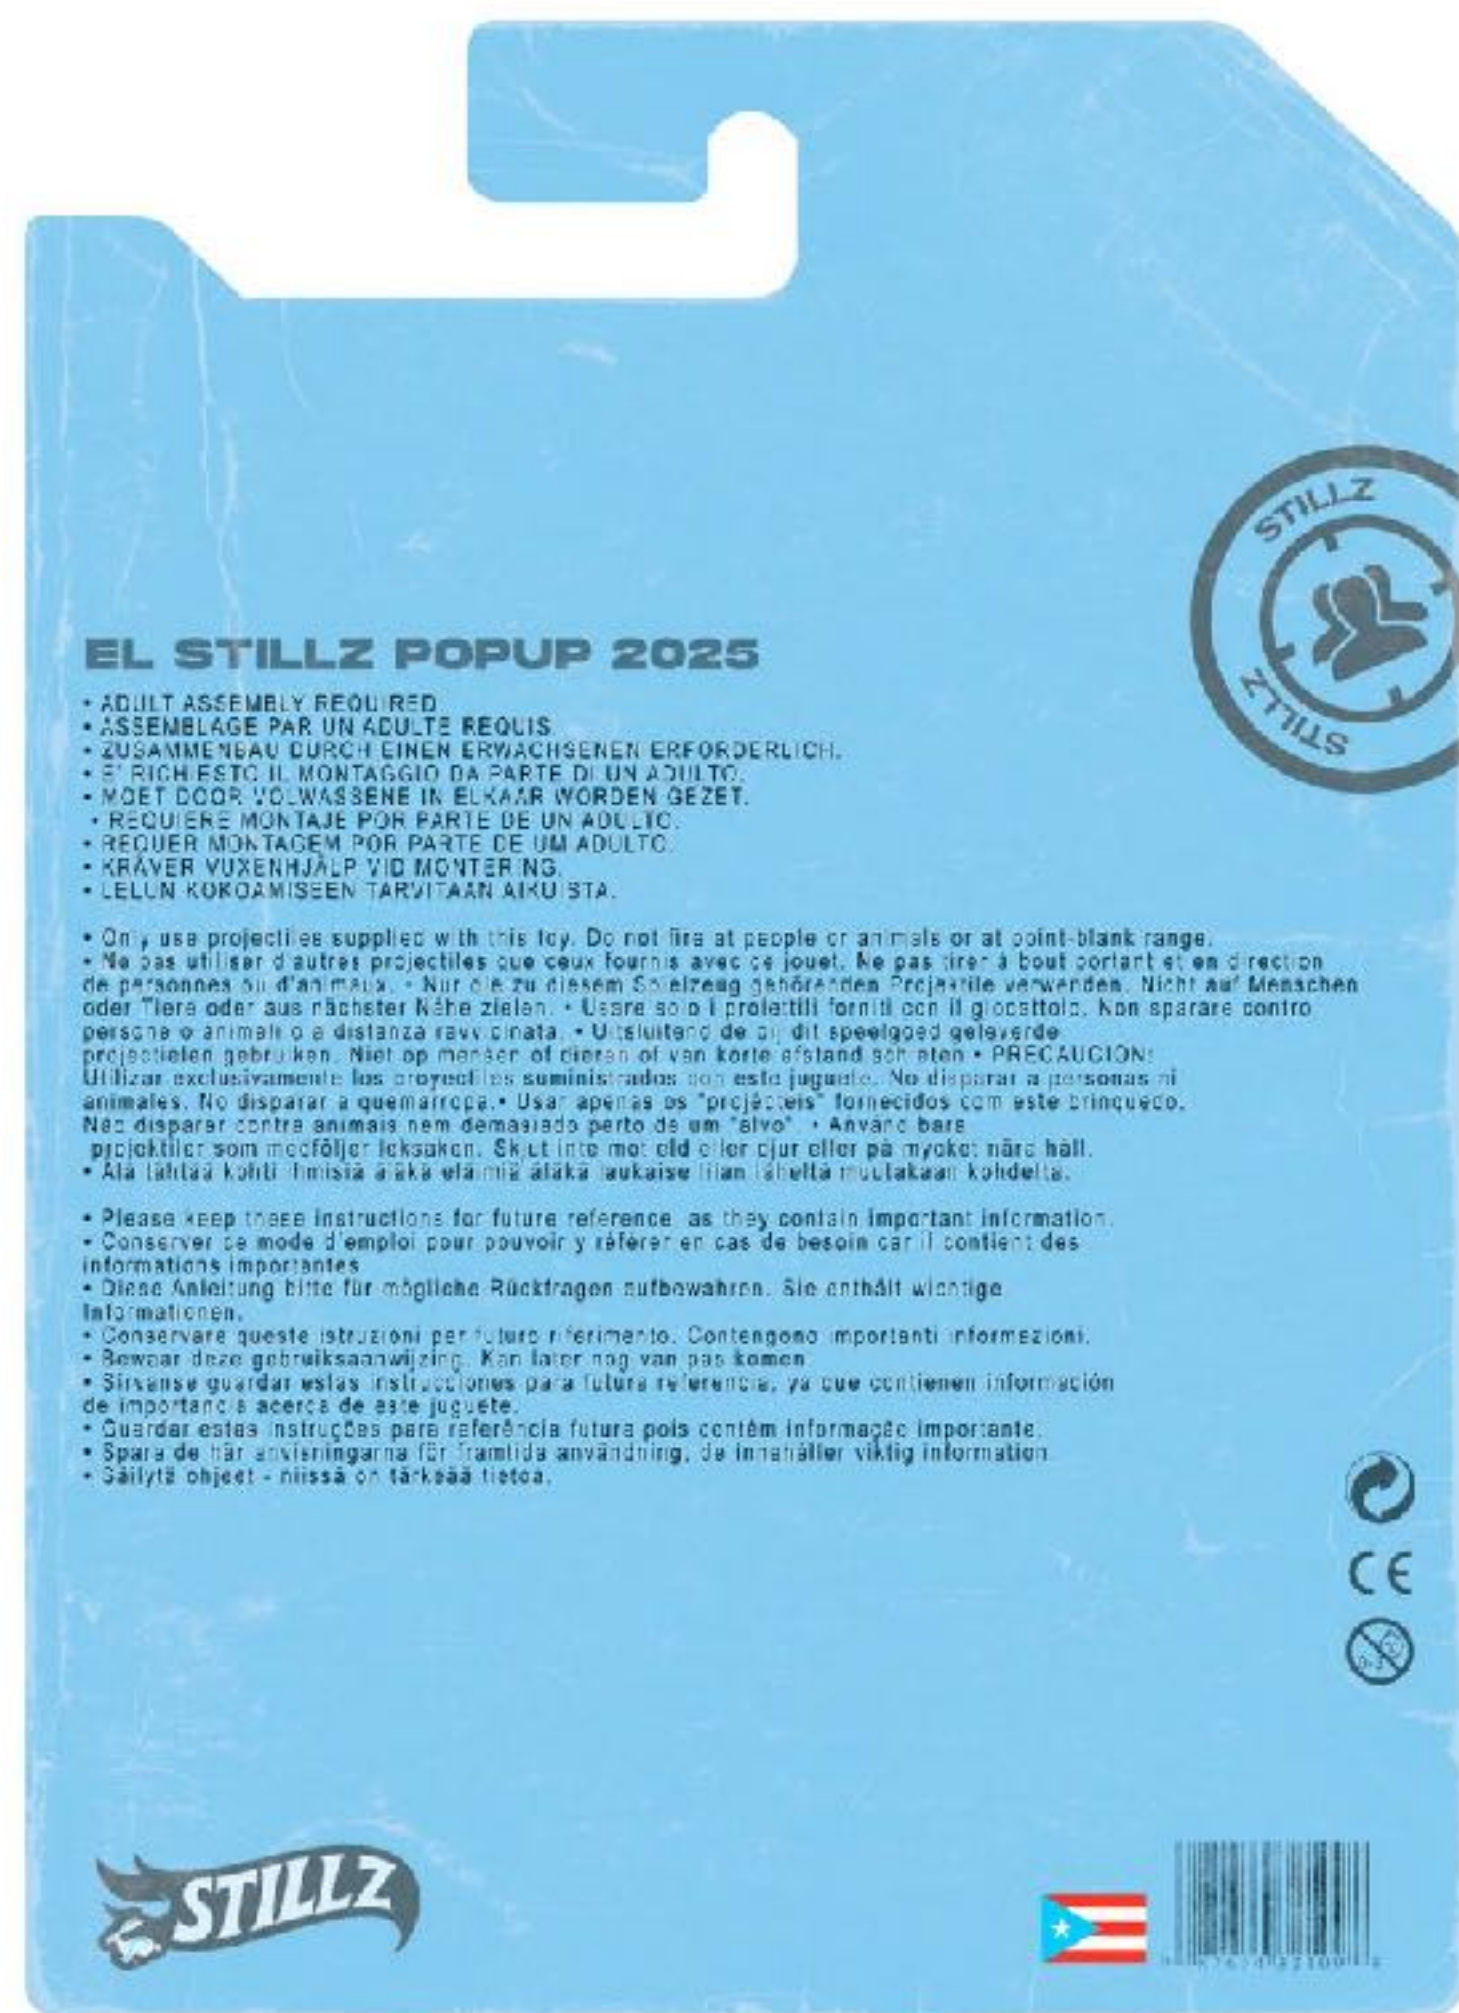 STILLZ
STILLZ
EL STILLZ POPUP 2025
• ADULT ASSEMBLY REQUIRED
• ASSEMBLAGE PAR UN ADULTE REQUIS.
• ZUSAMMENBAU DURCH EINEN ERWACHSENEN ERFORDERLICH.
• E' RICHIESTO IL MONTAGGIO DA PARTE DI UN ADULTO.
• MOET DOOR VOLWASSENE IN ELKAAR WORDEN GEZET.
• REQUIERE MONTAJE POR PARTE DE UN ADULTO.
• REQUER MONTAGEM POR PARTE DE UM ADULTO.
• KRÄVER VUXENHJÄLP VID MONTERING.
• LELUN KOKOAMISEEN TARVITAAN AIKUISTA.
• Only use projectiles supplied with this toy. Do not fire at people or animals or at point-blank range.
• Ne pas utiliser d'autres projectiles que ceux fournis avec ce jouet. Ne pas tirer à bout portant et en direction
de personnes ou d'animaux. • Nur die zu diesem Spielzeug gehörenden Projektile verwenden. Nicht auf Menschen
oder Tiere oder aus nächster Nähe zielen. • Usare solo i proiettili forniti con il giocattolo. Non sparare contro
persone o animali o a distanza ravvicinata. • Uitsluitend de bij dit speelgoed geleverde
projectielen gebruiken. Niet op mensen of dieren of van korte afstand schieten • PRECAUCION:
Utilizar exclusivamente los proyectiles suministrados con este juguete. No disparar a personas ni
animales. No disparar a quemarropa.• Usar apenas os "projécteis" fornecidos com este brinquedo.
Não disparar contra animais nem demasiado perto de um "alvo". • Använd bara
projektiler som medföljer leksaken. Skjut inte mot eld eller djur eller på mycket nära håll.
• Älä tähtää kohti ihmisiä äläkä eläimiä äläkä laukaise liian läheltä muutakaan kohdetta.
• Please keep these instructions for future reference, as they contain important information.
• Conserver ce mode d'emploi pour pouvoir y référer en cas de besoin car il contient des
informations importantes
• Diese Anleitung bitte für mögliche Rückfragen aufbewahren. Sie enthält wichtige
Informationen.
• Conservare queste istruzioni per futuro riferimento. Contengono importanti informazioni.
• Bewaar deze gebruiksaanwijzing. Kan later nog van pas komen
• Sírvanse guardar estas instrucciones para futura referencia, ya que contienen información
de importancia acerca de este juguete.
• Guardar estas instruções para referência futura pois contêm informação importante.
• Spara de här anvisningarna för framtida användning, de innehåller viktig information.
• Säilytä ohjeet - niissä on tärkeää tietoa.
CE
0-3
STILLZ